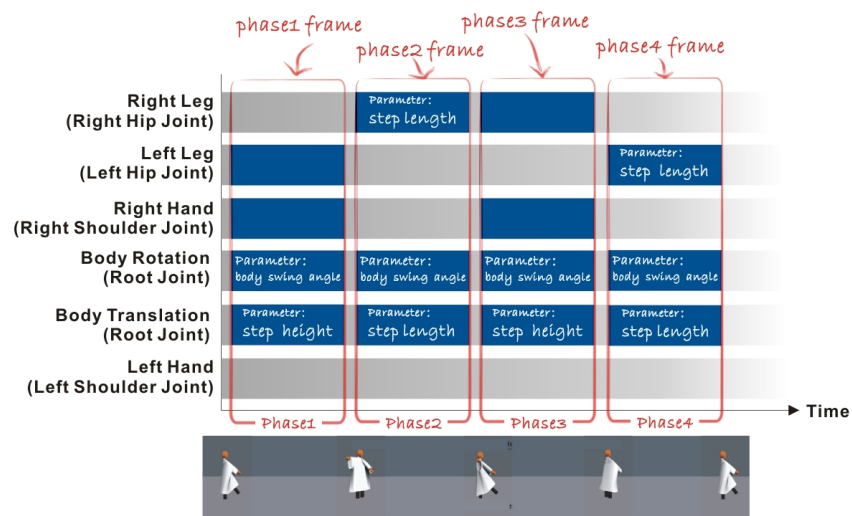 phase1 frame
phase2 frame
phase3 frame
phase4 frame
Right Leg
(Right Hip Joint)
Parameter:
step length
Left Leg
(Left Hip Joint)
Parameter:
step length
Right Hand
(Right Shoulder Joint)
Body Rotation
(Root Joint)
Parameter:
body swing angle
Parameter:
body swing angle
Parameter:
body swing angle
Parameter:
body swing angle
Body Translation
(Root Joint)
Parameter:
step height
Parameter:
step length
Parameter:
step height
Parameter:
step length
Left Hand
(Left Shoulder Joint)
Phase1
Phase2
Phase3
Phase4
Time